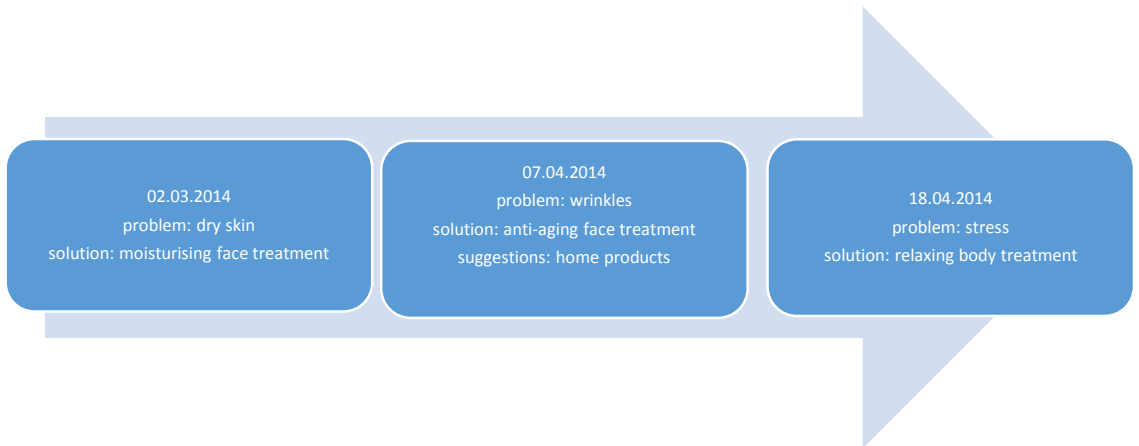 02.03.2014
problem: dry skin
solution: moisturising face treatment
07.04.2014
problem: wrinkles
solution: anti-aging face treatment
suggestions: home products
18.04.2014
problem: stress
solution: relaxing body treatment